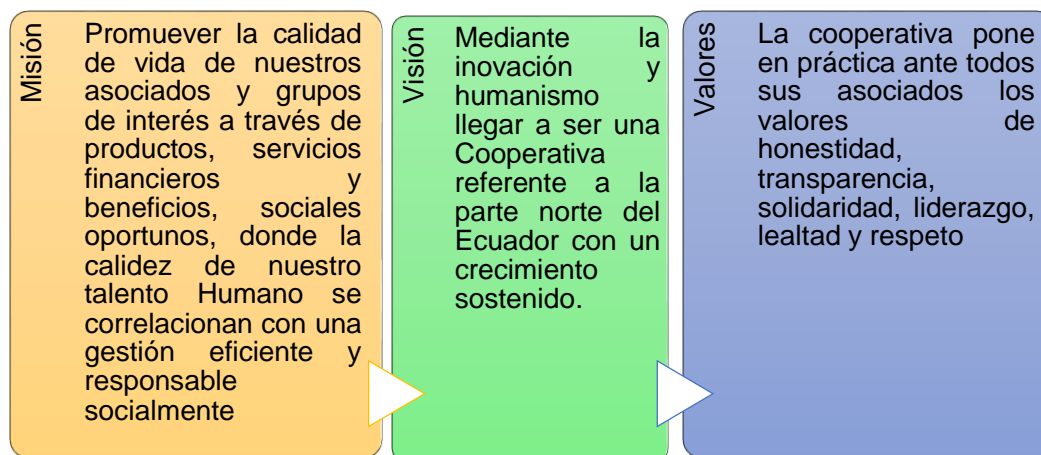 Misión
Promuever la calidad
de vida de nuestros
asociados y grupos
de interés a través de
productos, servicios
financieros y
beneficios, sociales
oportunos, donde la
calidez de nuestro
talento Humano se
correlacionan con una
gestión eficiente y
responsable
socialmente
Visión
Mediante la
inovación y
humanismo
llegar a ser una
Cooperativa
referente a la
parte norte del
Ecuador con un
crecimiento
sostenido.
Valores
La cooperativa pone
en práctica ante todos
sus asociados los
valores de
honestidad,
transparencia,
solidaridad, liderazgo,
lealtad y respeto